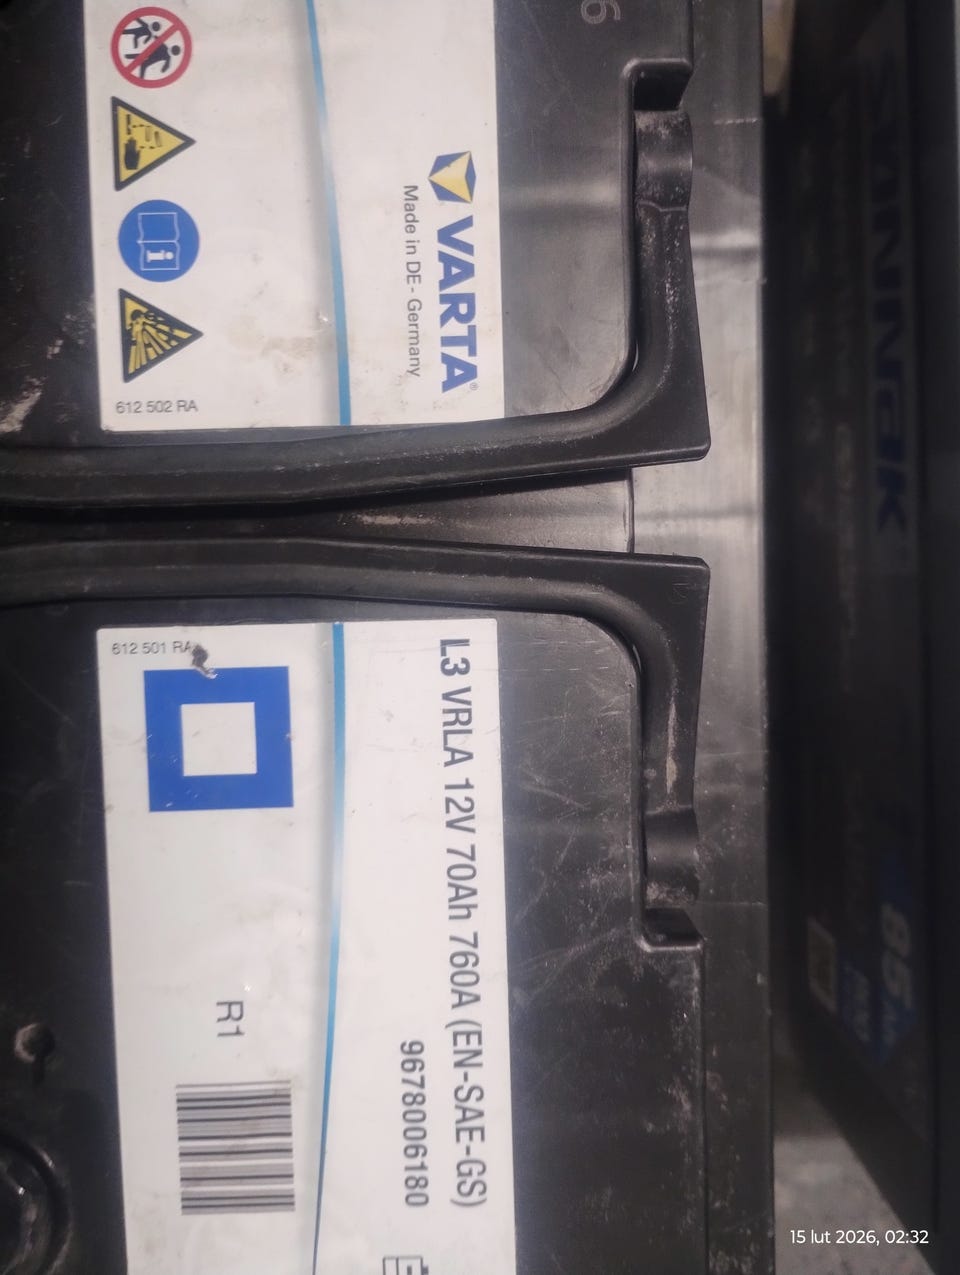 VARTA®
Made in DE - Germany
612 502 RA
612 501 RA
L3 VRLA 12V 70Ah 760A (EN-SAE-GS)
9678006180
R1
85Ah
15 lut 2026, 02:32